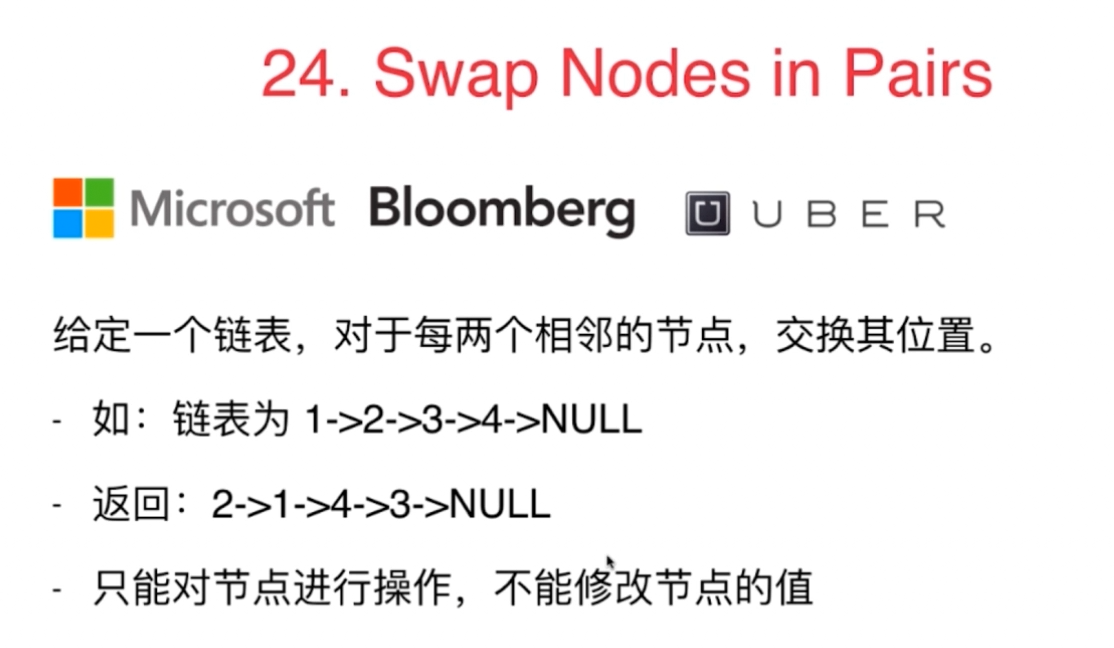 24. Swap Nodes in Pairs
Microsoft Bloomberg U UBER
给定一个链表，对于每两个相邻的节点，交换其位置。
- 如：链表为 1->2->3->4->NULL
- 返回：2->1->4->3->NULL
- 只能对节点进行操作，不能修改节点的值